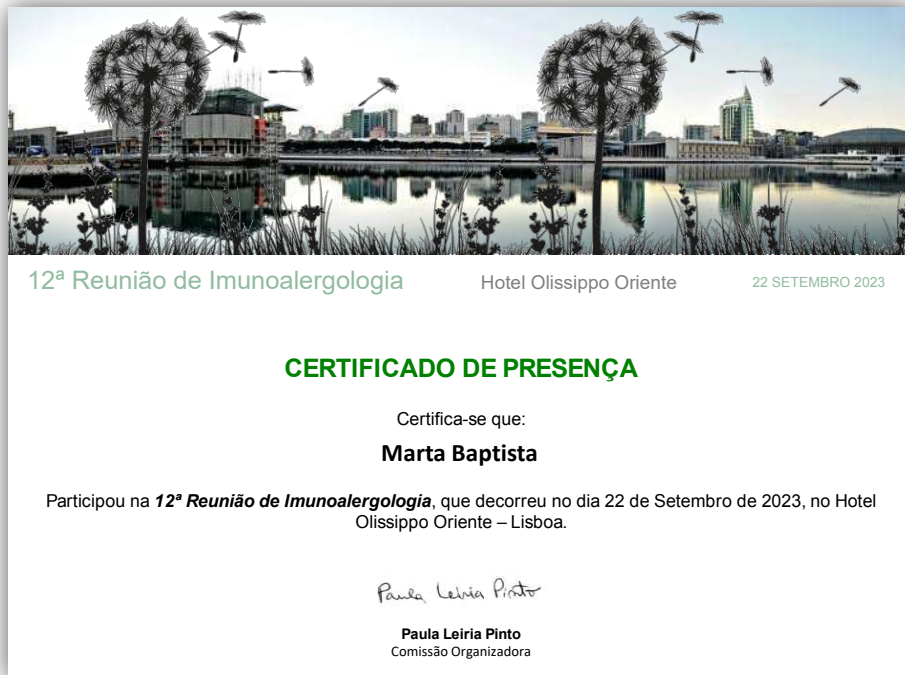 12ª Reunião de Imunoalergologia Hotel Olissippo Oriente 22 SETEMBRO 2023
CERTIFICADO DE PRESENÇA
Certifica-se que:
Marta Baptista
Participou na 12ª Reunião de Imunoalergologia, que decorreu no dia 22 de Setembro de 2023, no Hotel
Olissippo Oriente – Lisboa.
Paula Leiria Pinto
Paula Leiria Pinto
Comissão Organizadora